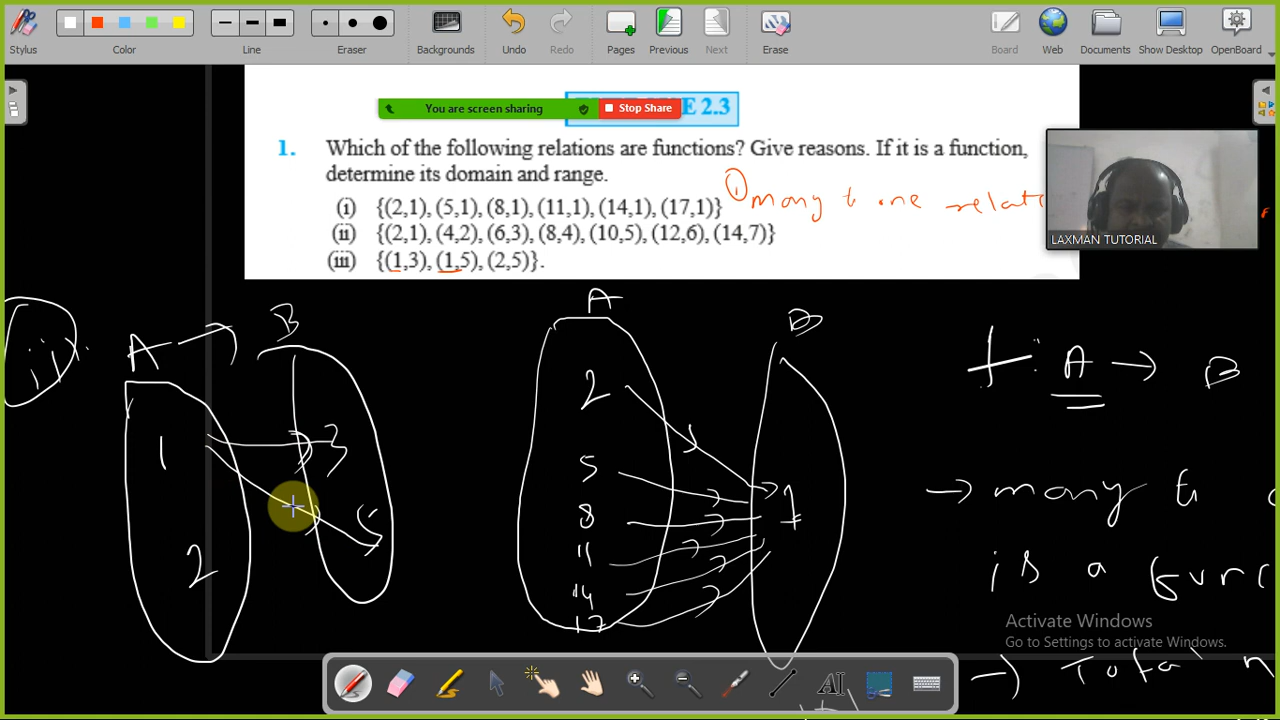 Stylus
Color
Line
Eraser
Backgrounds
Undo
Redo
Pages
Previous
Next
Erase
Board
Web
Documents
Show Desktop
OpenBoard
You are screen sharing
Stop Share
E 2.3
1. Which of the following relations are functions? Give reasons. If it is a function,
determine its domain and range.
(i) {(2,1), (5,1), (8,1), (11,1), (14,1), (17,1)}
① many to one relati
(ii) {(2,1), (4,2), (6,3), (8,4), (10,5), (12,6), (14,7)}
(iii) {(1,3), (1,5), (2,5)}.
LAXMAN TUTORIAL
A B
1 3
2 5
A B
2
5
8 1
11
14
17
f: A → B
→ many to
is a func
Activate Windows
Go to Settings to activate Windows.
AI